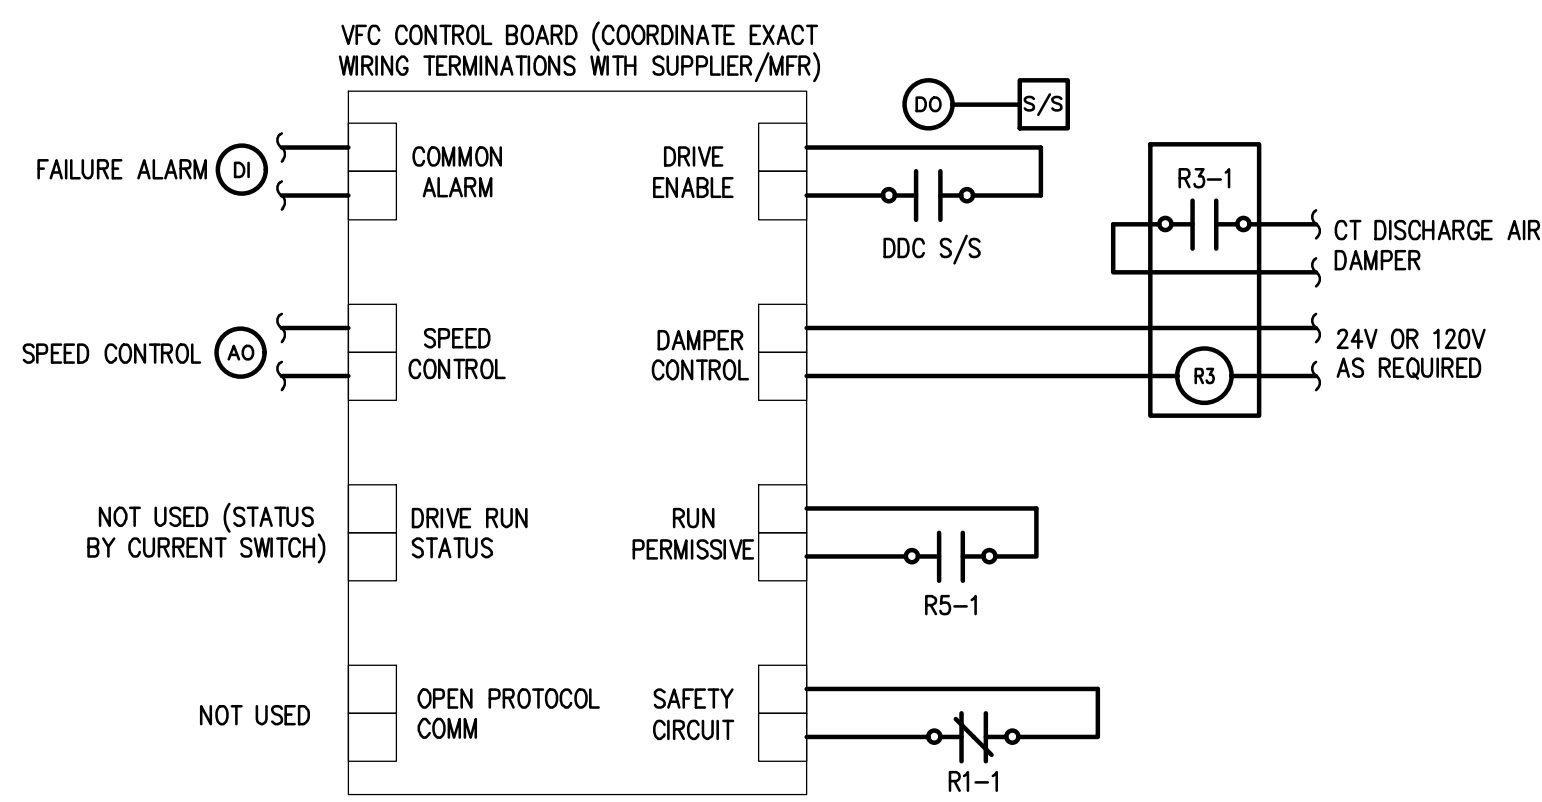 VFC CONTROL BOARD (COORDINATE EXACT
WIRING TERMINATIONS WITH SUPPLIER/MFR)
DO
S/S
FAILURE ALARM
DI
COMMON
ALARM
DRIVE
ENABLE
DDC S/S
R3-1
CT DISCHARGE AIR
DAMPER
SPEED CONTROL
AO
SPEED
CONTROL
DAMPER
CONTROL
R3
24V OR 120V
AS REQUIRED
NOT USED (STATUS
BY CURRENT SWITCH)
DRIVE RUN
STATUS
RUN
PERMISSIVE
R5-1
NOT USED
OPEN PROTOCOL
COMM
SAFETY
CIRCUIT
R1-1